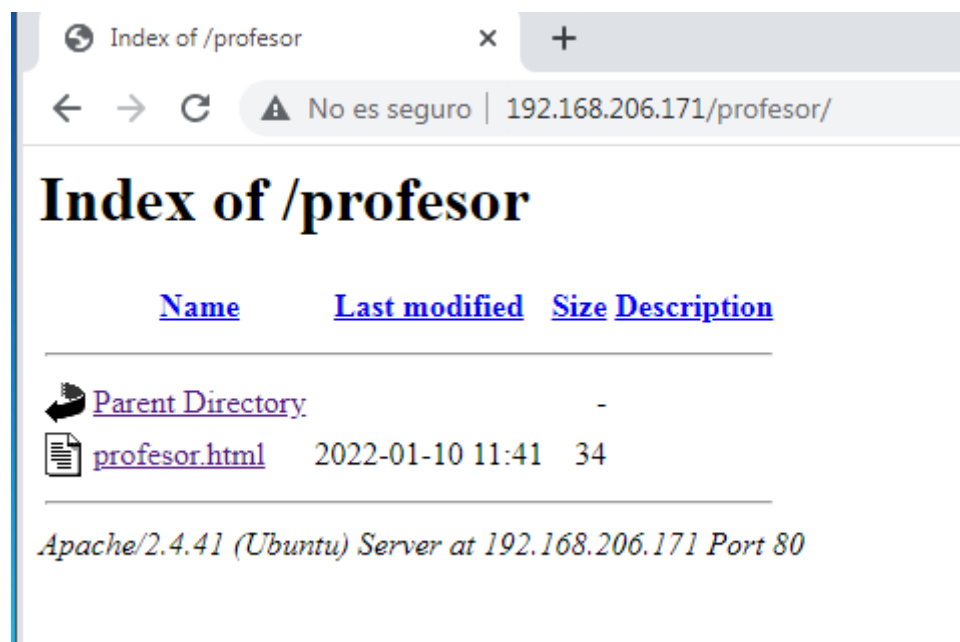 Index of /profesor
No es seguro | 192.168.206.171/profesor/
Index of /profesor
Name Last modified Size Description
Parent Directory -
profesor.html 2022-01-10 11:41 34
Apache/2.4.41 (Ubuntu) Server at 192.168.206.171 Port 80